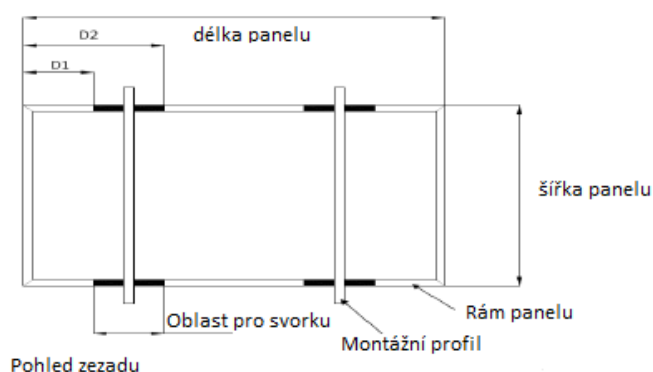 délka panelu
D2
D1
šířka panelu
Rám panelu
Oblast pro svorku
Montážní profil
Pohled zezadu